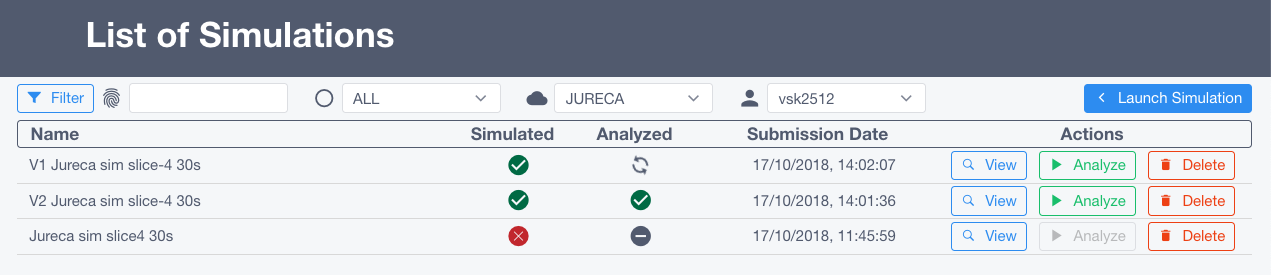 List of Simulations
Filter ALL JURECA vsk2512 Launch Simulation
Name Simulated Analyzed Submission Date Actions
V1 Jureca sim slice-4 30s 17/10/2018, 14:02:07 View Analyze Delete
V2 Jureca sim slice-4 30s 17/10/2018, 14:01:36 View Analyze Delete
Jureca sim slice4 30s 17/10/2018, 11:45:59 View Analyze Delete